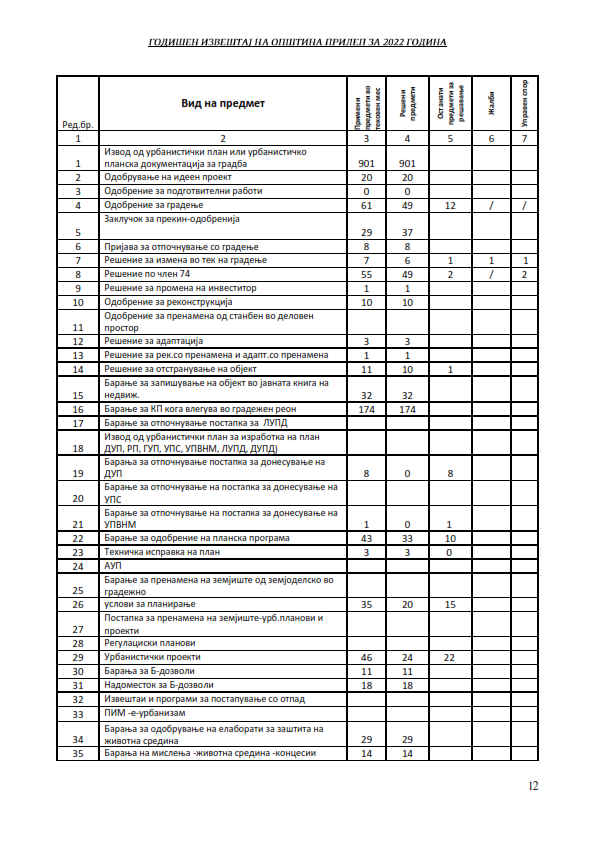 ГОДИШЕН ИЗВЕШТАЈ НА ОПШТИНА ПРИЛЕП ЗА 2022 ГОДИНА
Ред.бр. Вид на предмет Примени предмети во тековен мес Решени предмети Останати предмети за решавање Жалби Управен спор
1 2 3 4 5 6 7
Извод од урбанистички план или урбанистичко
1 планска документација за градба 901 901
2 Одобрување на идеен проект 20 20
3 Одобрение за подготвителни работи 0 0
4 Одобрение за градење 61 49 12 / /
Заклучок за прекин-одобренија
5 29 37
6 Пријава за отпочнување со градење 8 8
7 Решение за измена во тек на градење 7 6 1 1 1
8 Решение по член 74 55 49 2 / 2
9 Решение за промена на инвеститор 1 1
10 Одобрение за реконструкција 10 10
Одобрение за пренамена од станбен во деловен
11 простор
12 Решение за адаптација 3 3
13 Решение за рек.со пренамена и адапт.со пренамена 1 1
14 Решение за отстранување на објект 11 10 1
Барање за запишување на објект во јавната книга на
15 недвиж. 32 32
16 Барање за КП кога влегува во градежен реон 174 174
17 Барање за отпочнување постапка за ЛУПД
Извод од урбанистички план за изработка на план
18 ДУП, РП, ГУП, УПС, УПВНМ, ЛУПД, ДУПД)
Барања за отпочнување постапка за донесување на
19 ДУП 8 0 8
Барање за отпочнување на постапка за донесување на
20 УПС
Барање за отпочнување на постапка за донесување на
21 УПВНМ 1 0 1
22 Барање за одобрение на планска програма 43 33 10
23 Техничка исправка на план 3 3 0
24 АУП
Барање за пренамена на земјиште од земјоделско во
25 градежно
26 услови за планирање 35 20 15
Постапка за пренамена на земјиште-урб.планови и
27 проекти
28 Регулациски планови
29 Урбанистички проекти 46 24 22
30 Барања за Б-дозволи 11 11
31 Надоместок за Б-дозволи 18 18
32 Извештаи и програми за постапување со отпад
33 ПИМ -е-урбанизам
Барања за одобрување на елаборати за заштита на
34 животна средина 29 29
35 Барања на мислења -животна средина -концесии 14 14
12